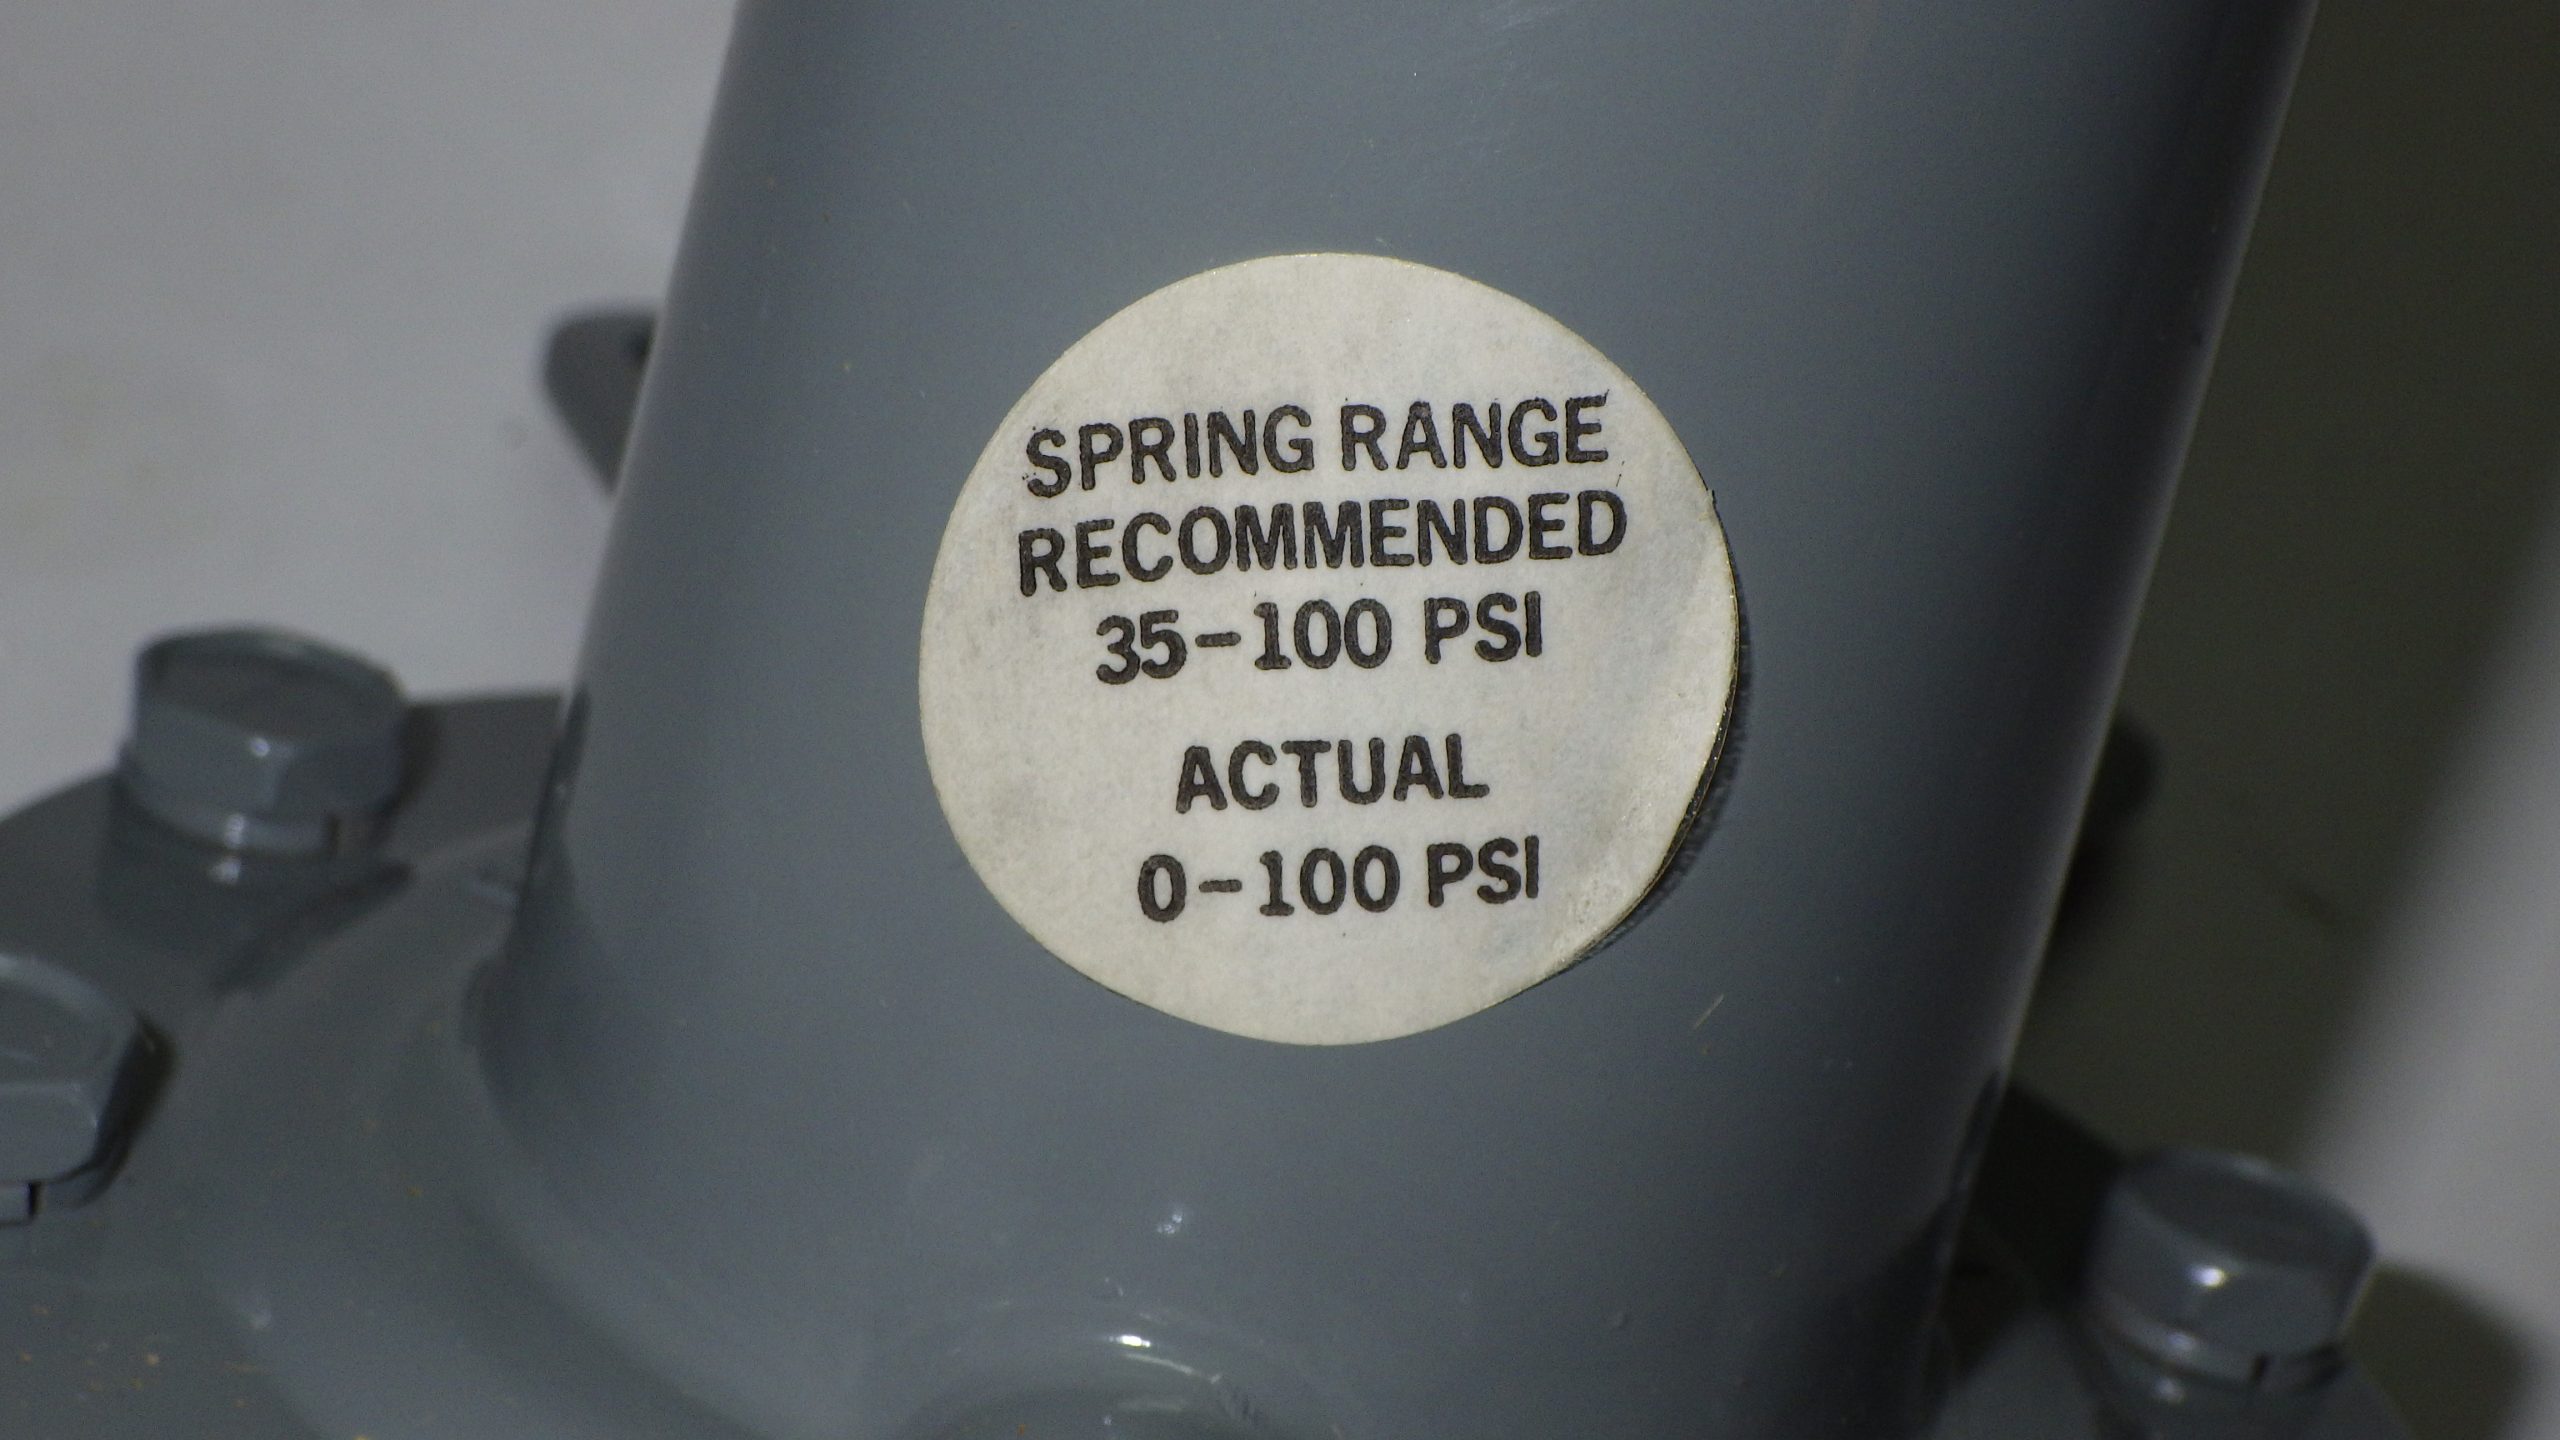 SPRING RANGE
RECOMMENDED
35-100 PSI
ACTUAL
0-100 PSI